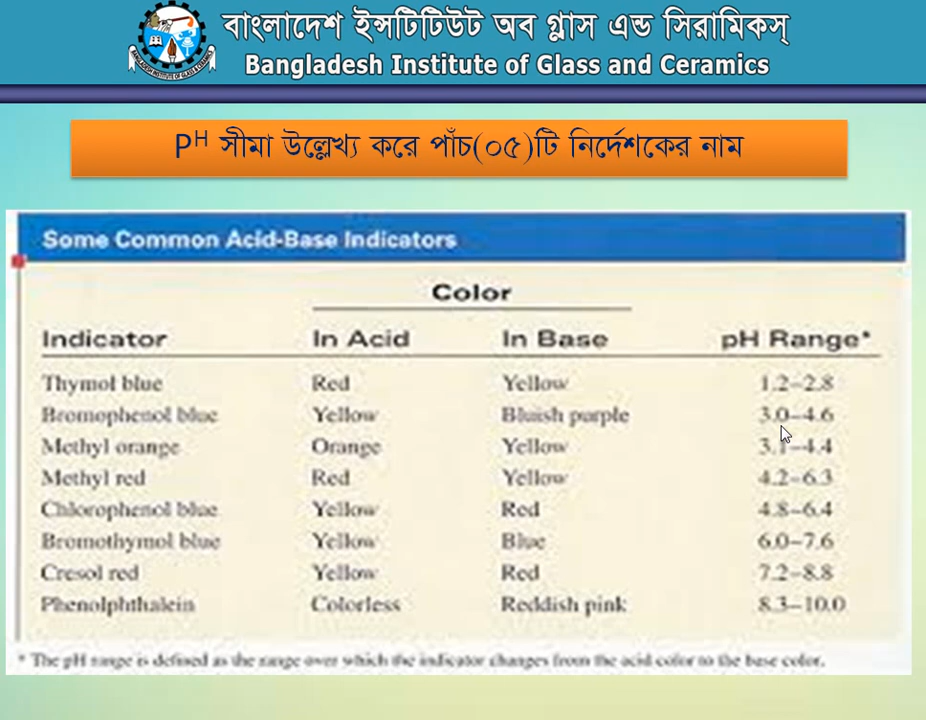 বাংলাদেশ ইন্সটিটিউট অব গ্লাস এন্ড সিরামিকস্
Bangladesh Institute of Glass and Ceramics
BANGLADESH INSTITUTE OF GLASS & CERAMICS
Pᴴ সীমা উল্লেখ্য করে পাঁচ(০৫)টি নির্দেশকের নাম
Some Common Acid-Base Indicators
Color
Indicator In Acid In Base pH Range*
Thymol blue Red Yellow 1.2–2.8
Bromophenol blue Yellow Bluish purple 3.0–4.6
Methyl orange Orange Yellow 3.1–4.4
Methyl red Red Yellow 4.2–6.3
Chlorophenol blue Yellow Red 4.8–6.4
Bromothymol blue Yellow Blue 6.0–7.6
Cresol red Yellow Red 7.2–8.8
Phenolphthalein Colorless Reddish pink 8.3–10.0
* The pH range is defined as the range over which the indicator changes from the acid color to the base color.